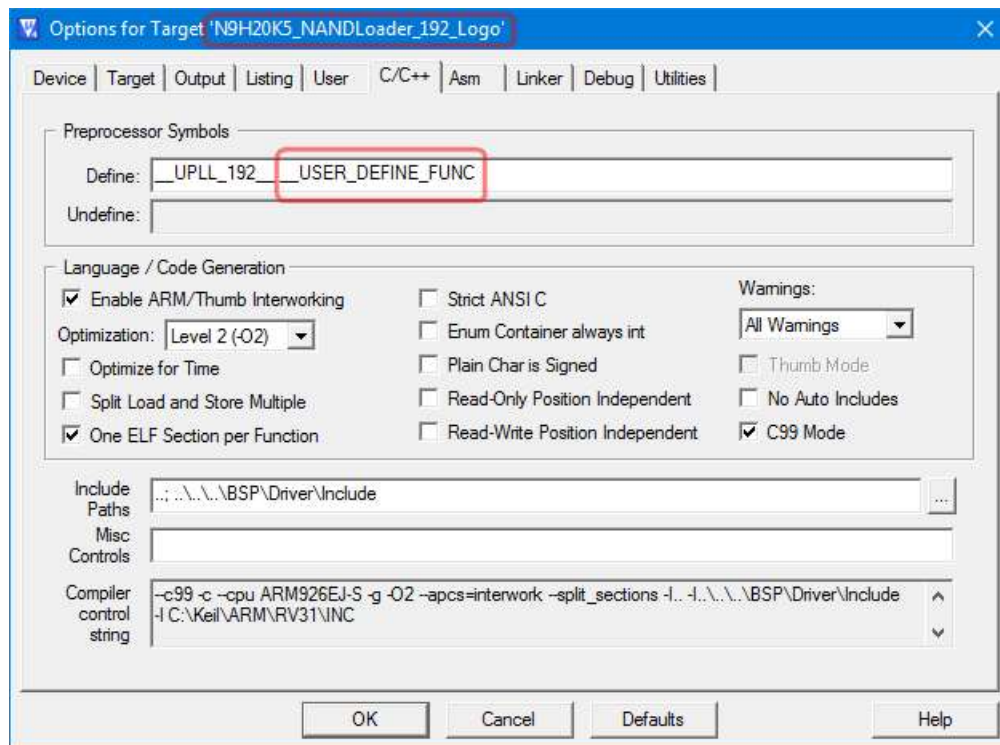 Options for Target 'N9H20K5_NANDLoader_192_Logo'
Device Target Output Listing User C/C++ Asm Linker Debug Utilities
Preprocessor Symbols
Define: __UPLL_192__ __USER_DEFINE_FUNC
Undefine:
Language / Code Generation
Enable ARM/Thumb Interworking
Optimization: Level 2 (-O2)
Optimize for Time
Split Load and Store Multiple
One ELF Section per Function
Strict ANSI C
Enum Container always int
Plain Char is Signed
Read-Only Position Independent
Read-Write Position Independent
Warnings:
All Warnings
Thumb Mode
No Auto Includes
C99 Mode
Include
Paths
..; ..\..\..\BSP\Driver\Include
...
Misc
Controls
Compiler
control
string
--c99 -c --cpu ARM926EJ-S -g -O2 --apcs=interwork --split_sections -I.. -I..\..\..\BSP\Driver\Include
-I C:\Keil\ARM\RV31\INC
OK Cancel Defaults Help